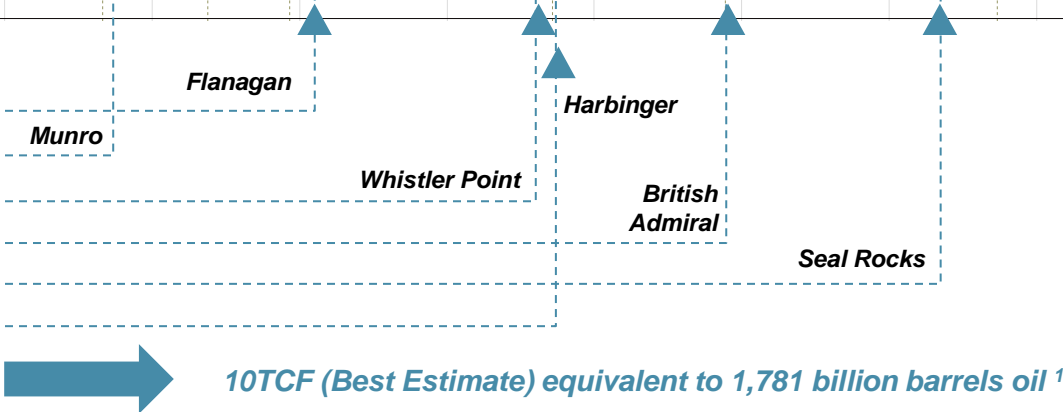 Flanagan
Harbinger
Munro
Whistler Point
British
Admiral
Seal Rocks
10TCF (Best Estimate) equivalent to 1,781 billion barrels oil ¹